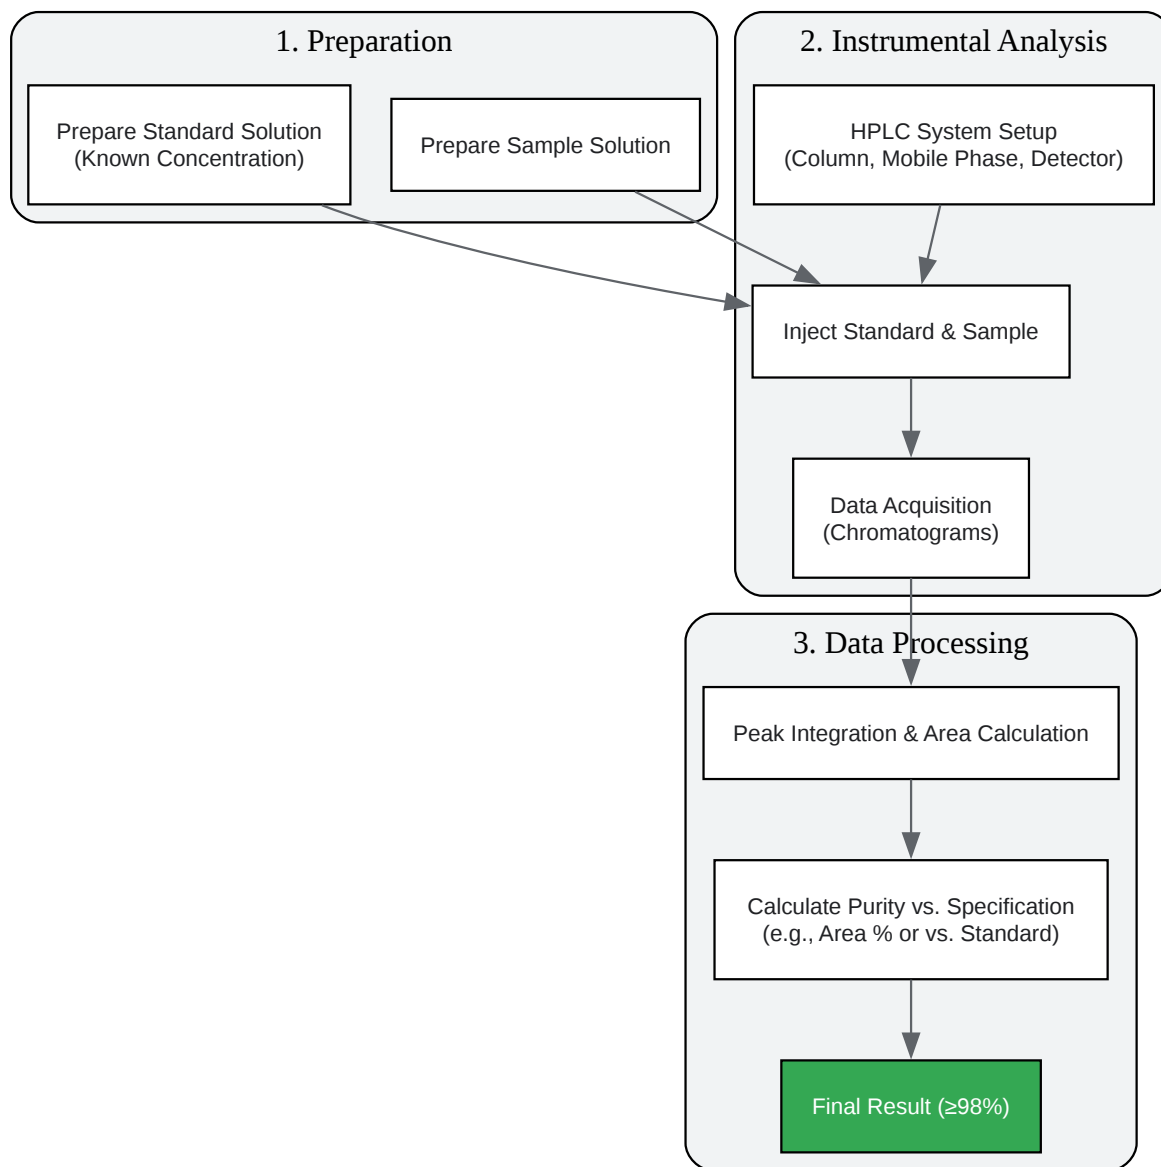 1. Preparation
Prepare Standard Solution
(Known Concentration)
Prepare Sample Solution
2. Instrumental Analysis
HPLC System Setup
(Column, Mobile Phase, Detector)
Inject Standard & Sample
Data Acquisition
(Chromatograms)
3. Data Processing
Peak Integration & Area Calculation
Calculate Purity vs. Specification
(e.g., Area % or vs. Standard)
Final Result (≥98%)